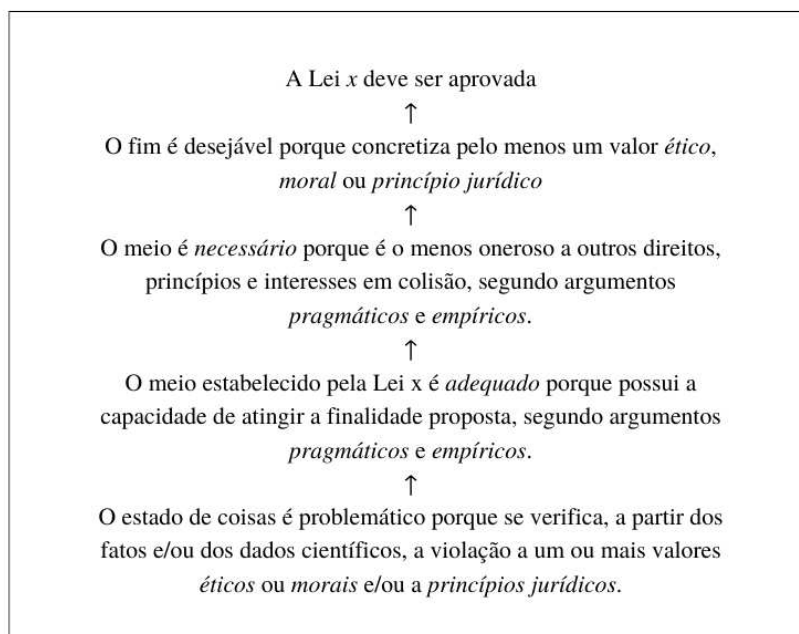 A Lei x deve ser aprovada
↑
O fim é desejável porque concretiza pelo menos um valor ético,
moral ou princípio jurídico
↑
O meio é necessário porque é o menos oneroso a outros direitos,
princípios e interesses em colisão, segundo argumentos
pragmáticos e empíricos.
↑
O meio estabelecido pela Lei x é adequado porque possui a
capacidade de atingir a finalidade proposta, segundo argumentos
pragmáticos e empíricos.
↑
O estado de coisas é problemático porque se verifica, a partir dos
fatos e/ou dos dados científicos, a violação a um ou mais valores
éticos ou morais e/ou a princípios jurídicos.